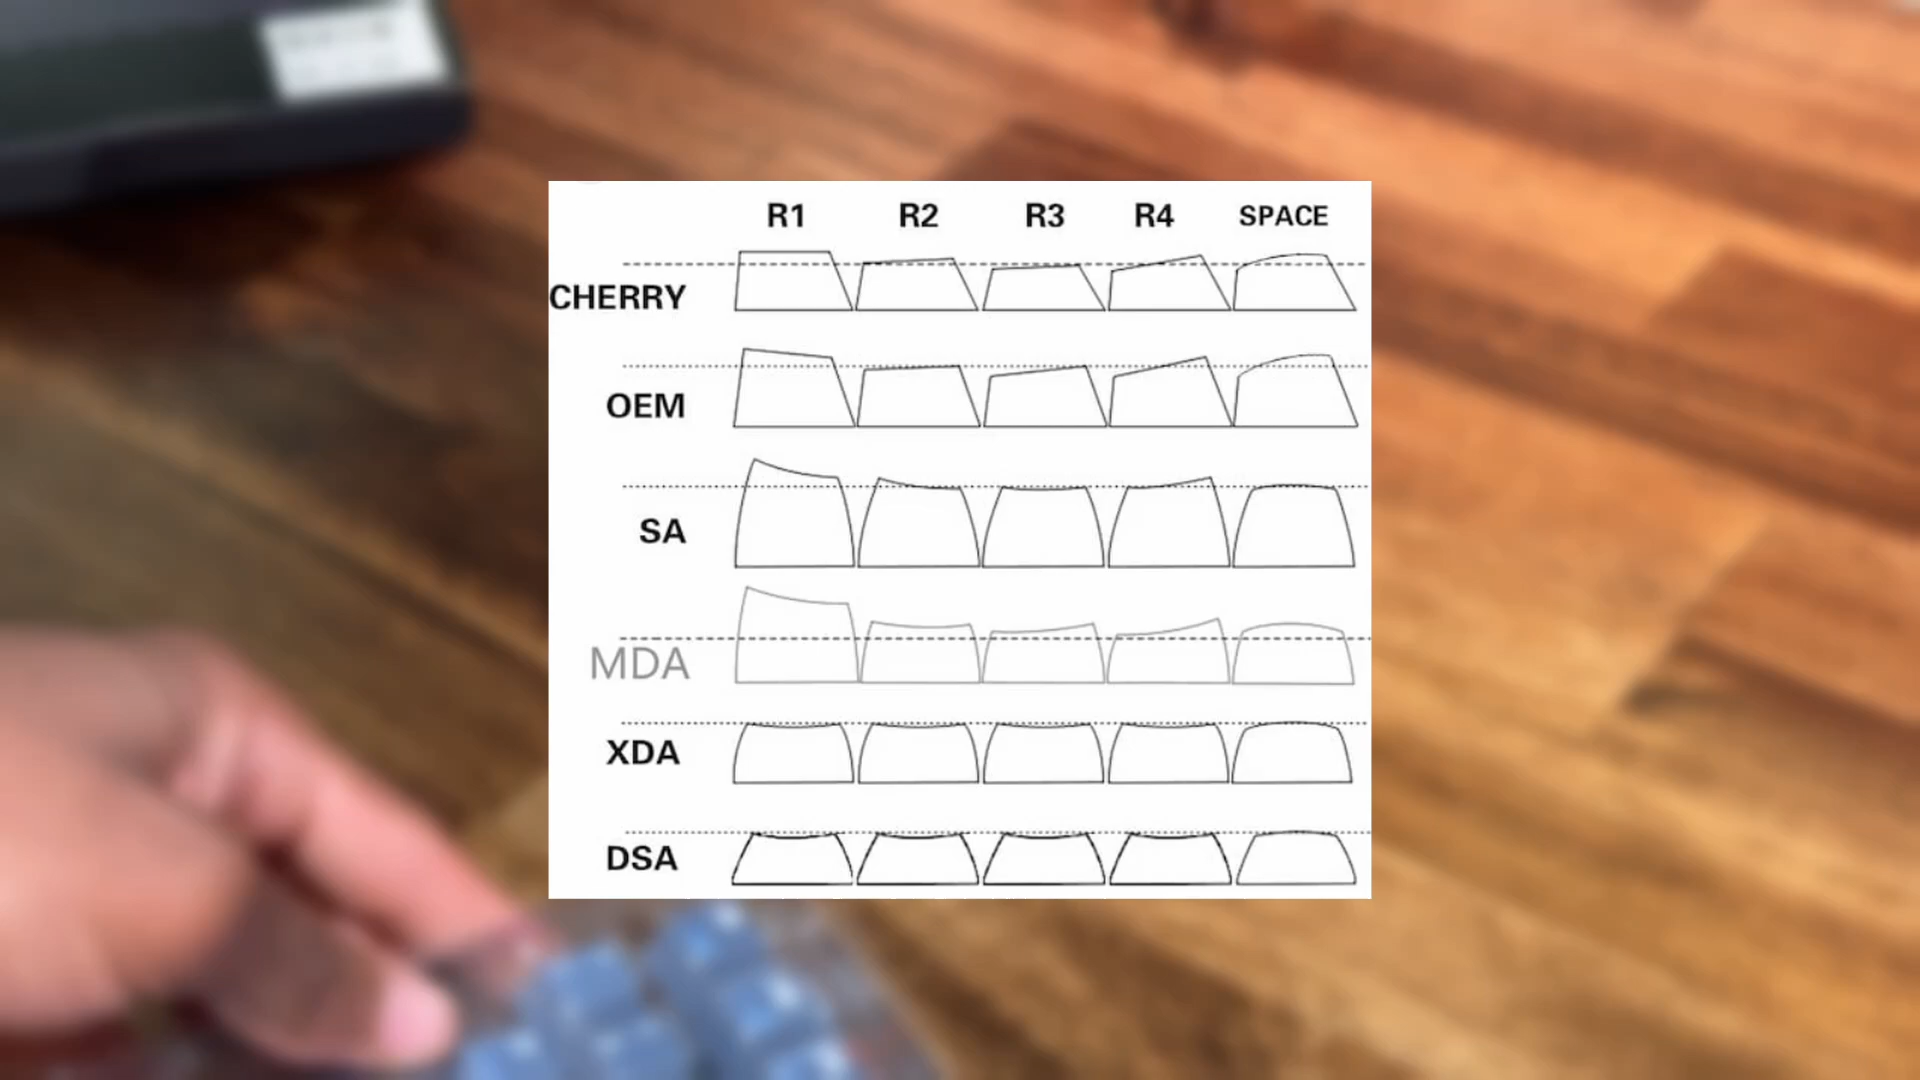 R1 R2 R3 R4 SPACE
CHERRY
OEM
SA
MDA
XDA
DSA